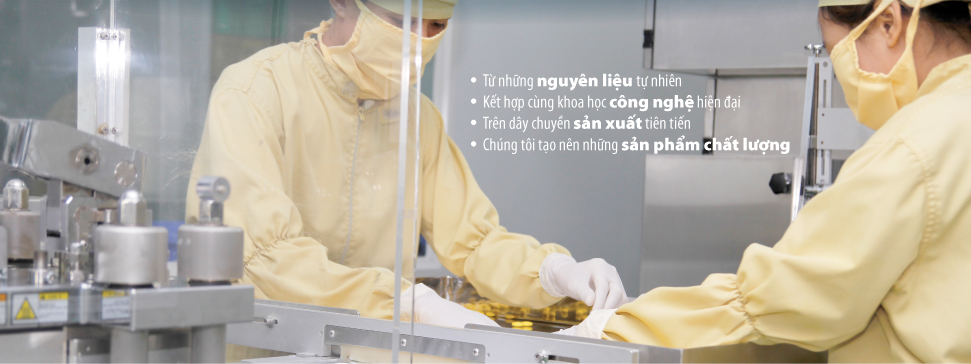 • Từ những nguyên liệu tự nhiên
• Kết hợp cùng khoa học công nghệ hiện đại
• Trên dây chuyền sản xuất tiên tiến
• Chúng tôi tạo nên những sản phẩm chất lượng